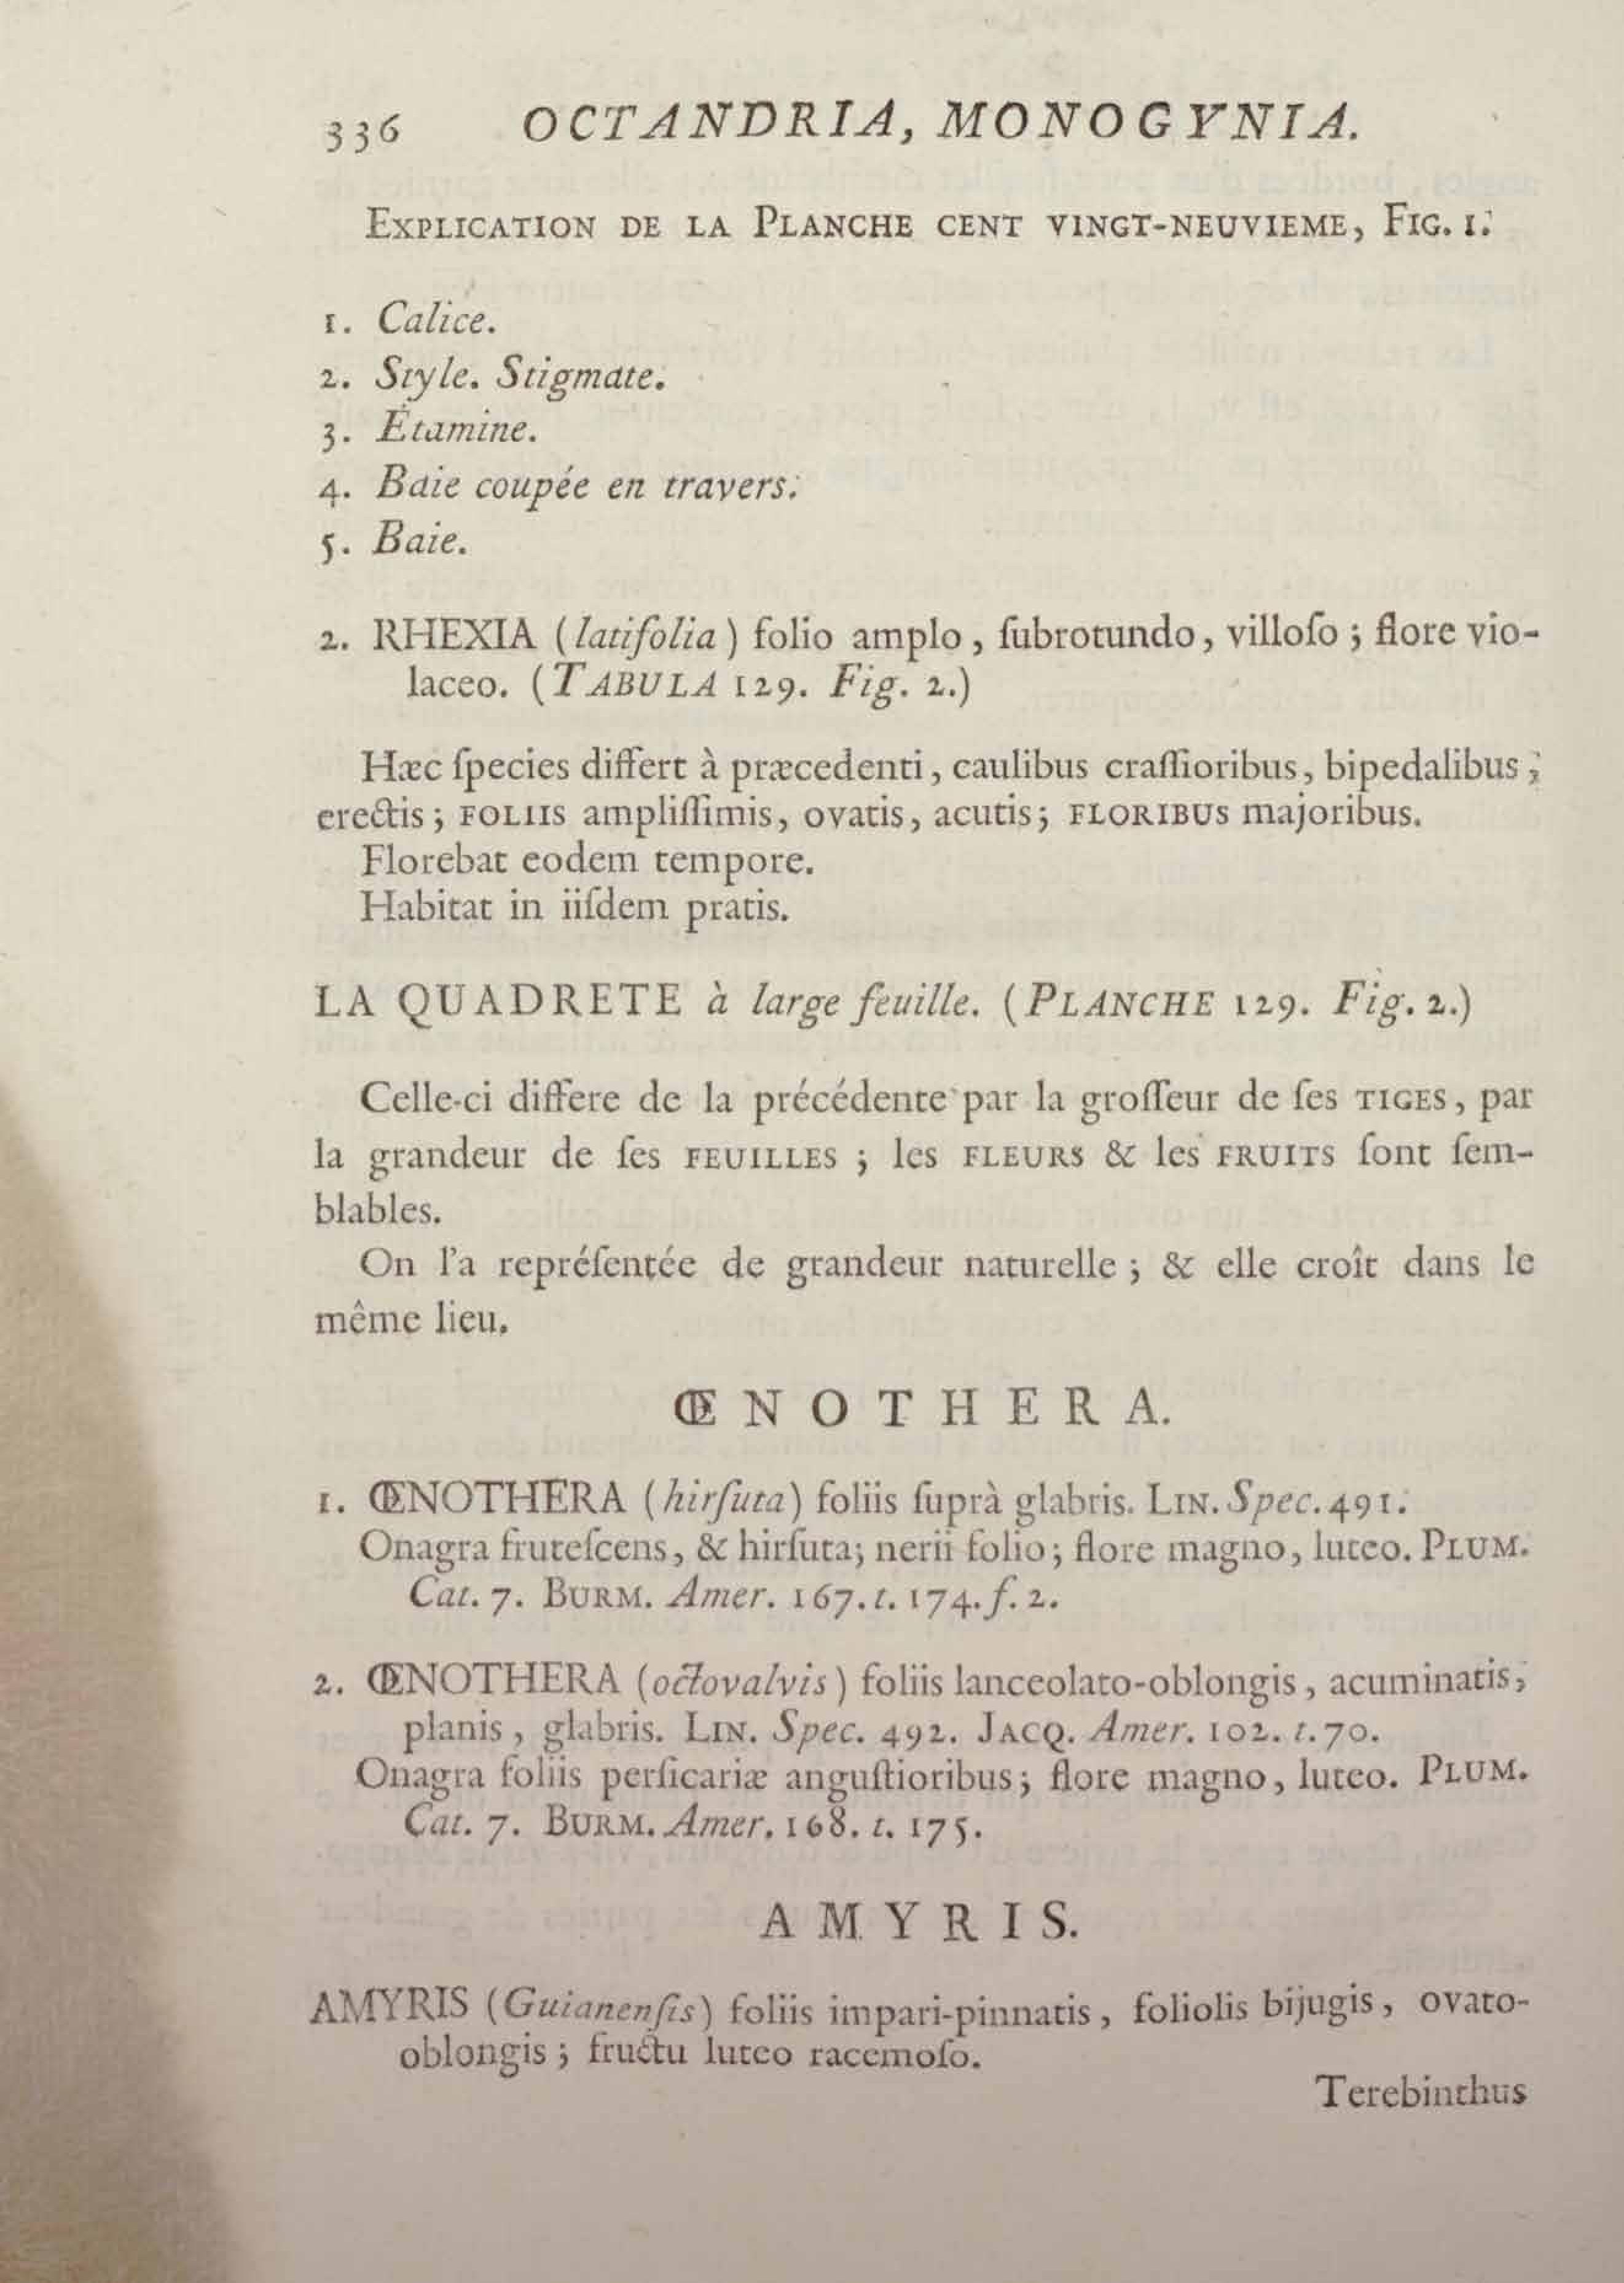 336 OCTANDRIA, MONOGYNIA.
EXPLICATION DE LA PLANCHE CENT VINGT-NEUVIEME, FIG. 1.
1. Calice.
2. Style. Stigmate.
3. Étamine.
4. Baie coupée en travers.
5. Baie.
2. RHEXIA (latifolia) folio amplo, ſubrotundo, villoſo; flore vio-
laceo. (TABULA 129. Fig. 2.)
Hæc ſpecies differt à præcedenti, caulibus craſſioribus, bipedalibus;
erectis; FOLIIS ampliſſimis, ovatis, acutis; FLORIBUS majoribus.
Florebat eodem tempore.
Habitat in iiſdem pratis.
LA QUADRETE à large feuille. (PLANCHE 129. Fig. 2.)
Celle-ci differe de la précédente par la groſſeur de ſes TIGES, par
la grandeur de ſes FEUILLES; les FLEURS & les FRUITS ſont ſem-
blables.
On l'a repréſentée de grandeur naturelle; & elle croît dans le
même lieu.
ŒNOTHERA.
1. ŒNOTHERA (hirſuta) foliis ſuprà glabris. LIN. Spec. 491.
Onagra fruteſcens, & hirſuta; nerii folio; flore magno, luteo. PLUM.
Cat. 7. BURM. Amer. 167. t. 174. f. 2.
2. ŒNOTHERA (octovalvis) foliis lanceolato-oblongis, acuminatis,
planis, glabris. LIN. Spec. 492. JACQ. Amer. 102. t. 70.
Onagra foliis perſicariæ anguſtioribus; flore magno, luteo. PLUM.
Cat. 7. BURM. Amer. 168. t. 175.
AMYRIS.
AMYRIS (Guianenſis) foliis impari-pinnatis, foliolis bijugis, ovato-
oblongis; fructu luteo racemoſo.
Terebinthus